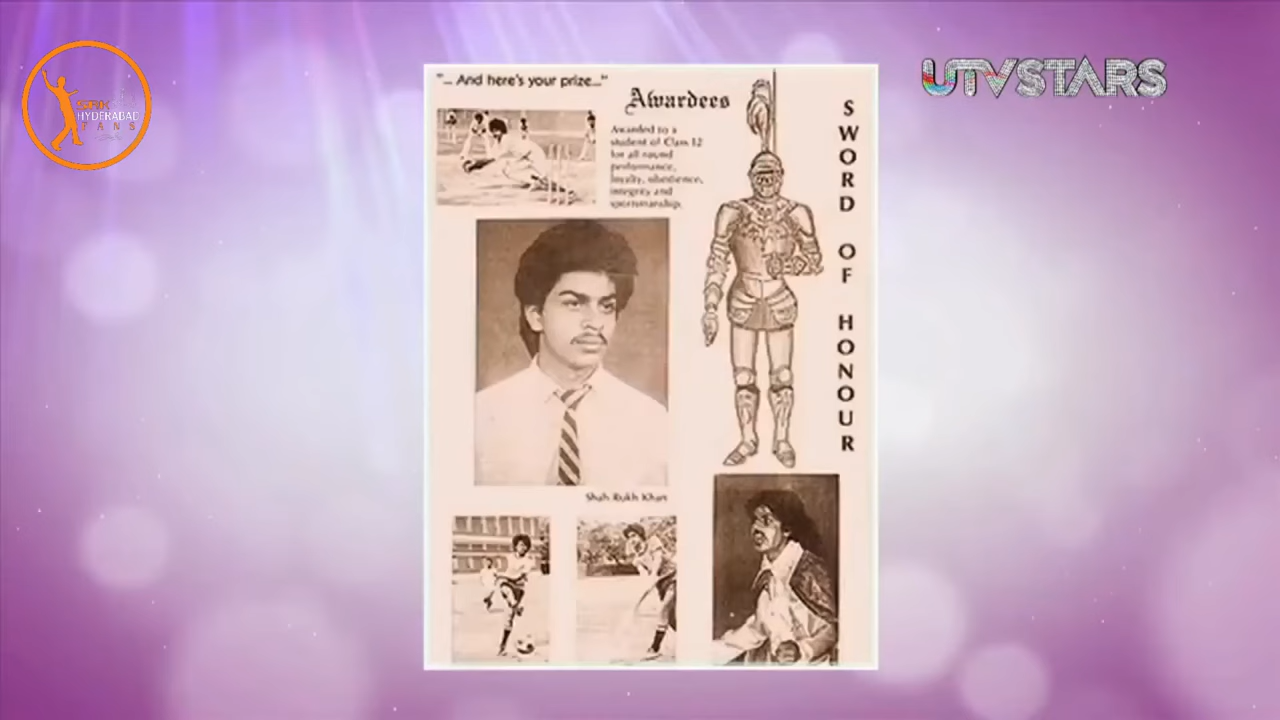 "... And here's your prize..."
Awardees
Awarded to a
student of Class 12
for all round
performance,
loyalty, obedience,
integrity and
sportsmanship.
SWORD OF HONOUR
Shah Rukh Khan
UTVSTARS
SRK
HYDERABAD
FANS